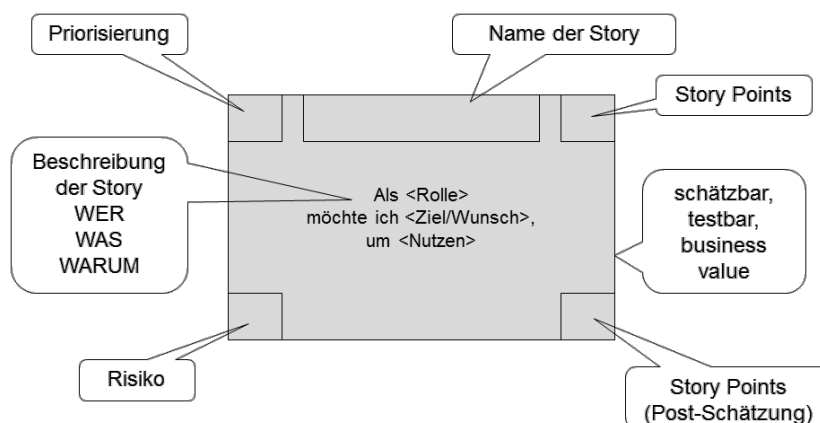 Priorisierung
Name der Story
Story Points
Beschreibung
der Story
WER
WAS
WARUM
Als <Rolle>
möchte ich <Ziel/Wunsch>,
um <Nutzen>
schätzbar,
testbar,
business
value
Risiko
Story Points
(Post-Schätzung)